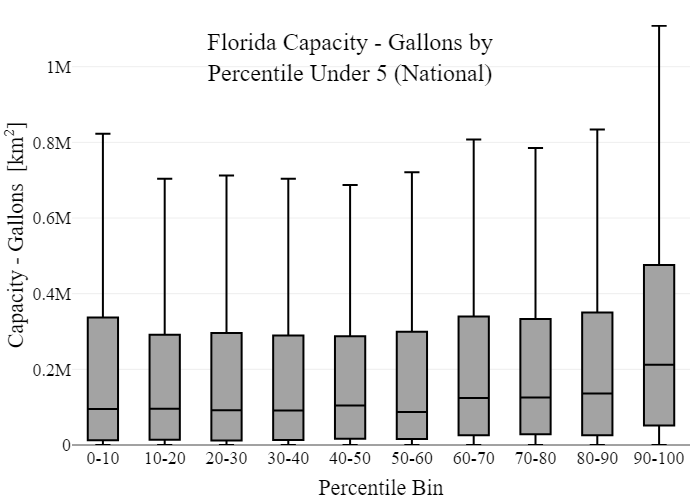 Florida Capacity - Gallons by
Percentile Under 5 (National)
Capacity - Gallons [km²]
1M
0.8M
0.6M
0.4M
0.2M
0
0-10 10-20 20-30 30-40 40-50 50-60 60-70 70-80 80-90 90-100
Percentile Bin